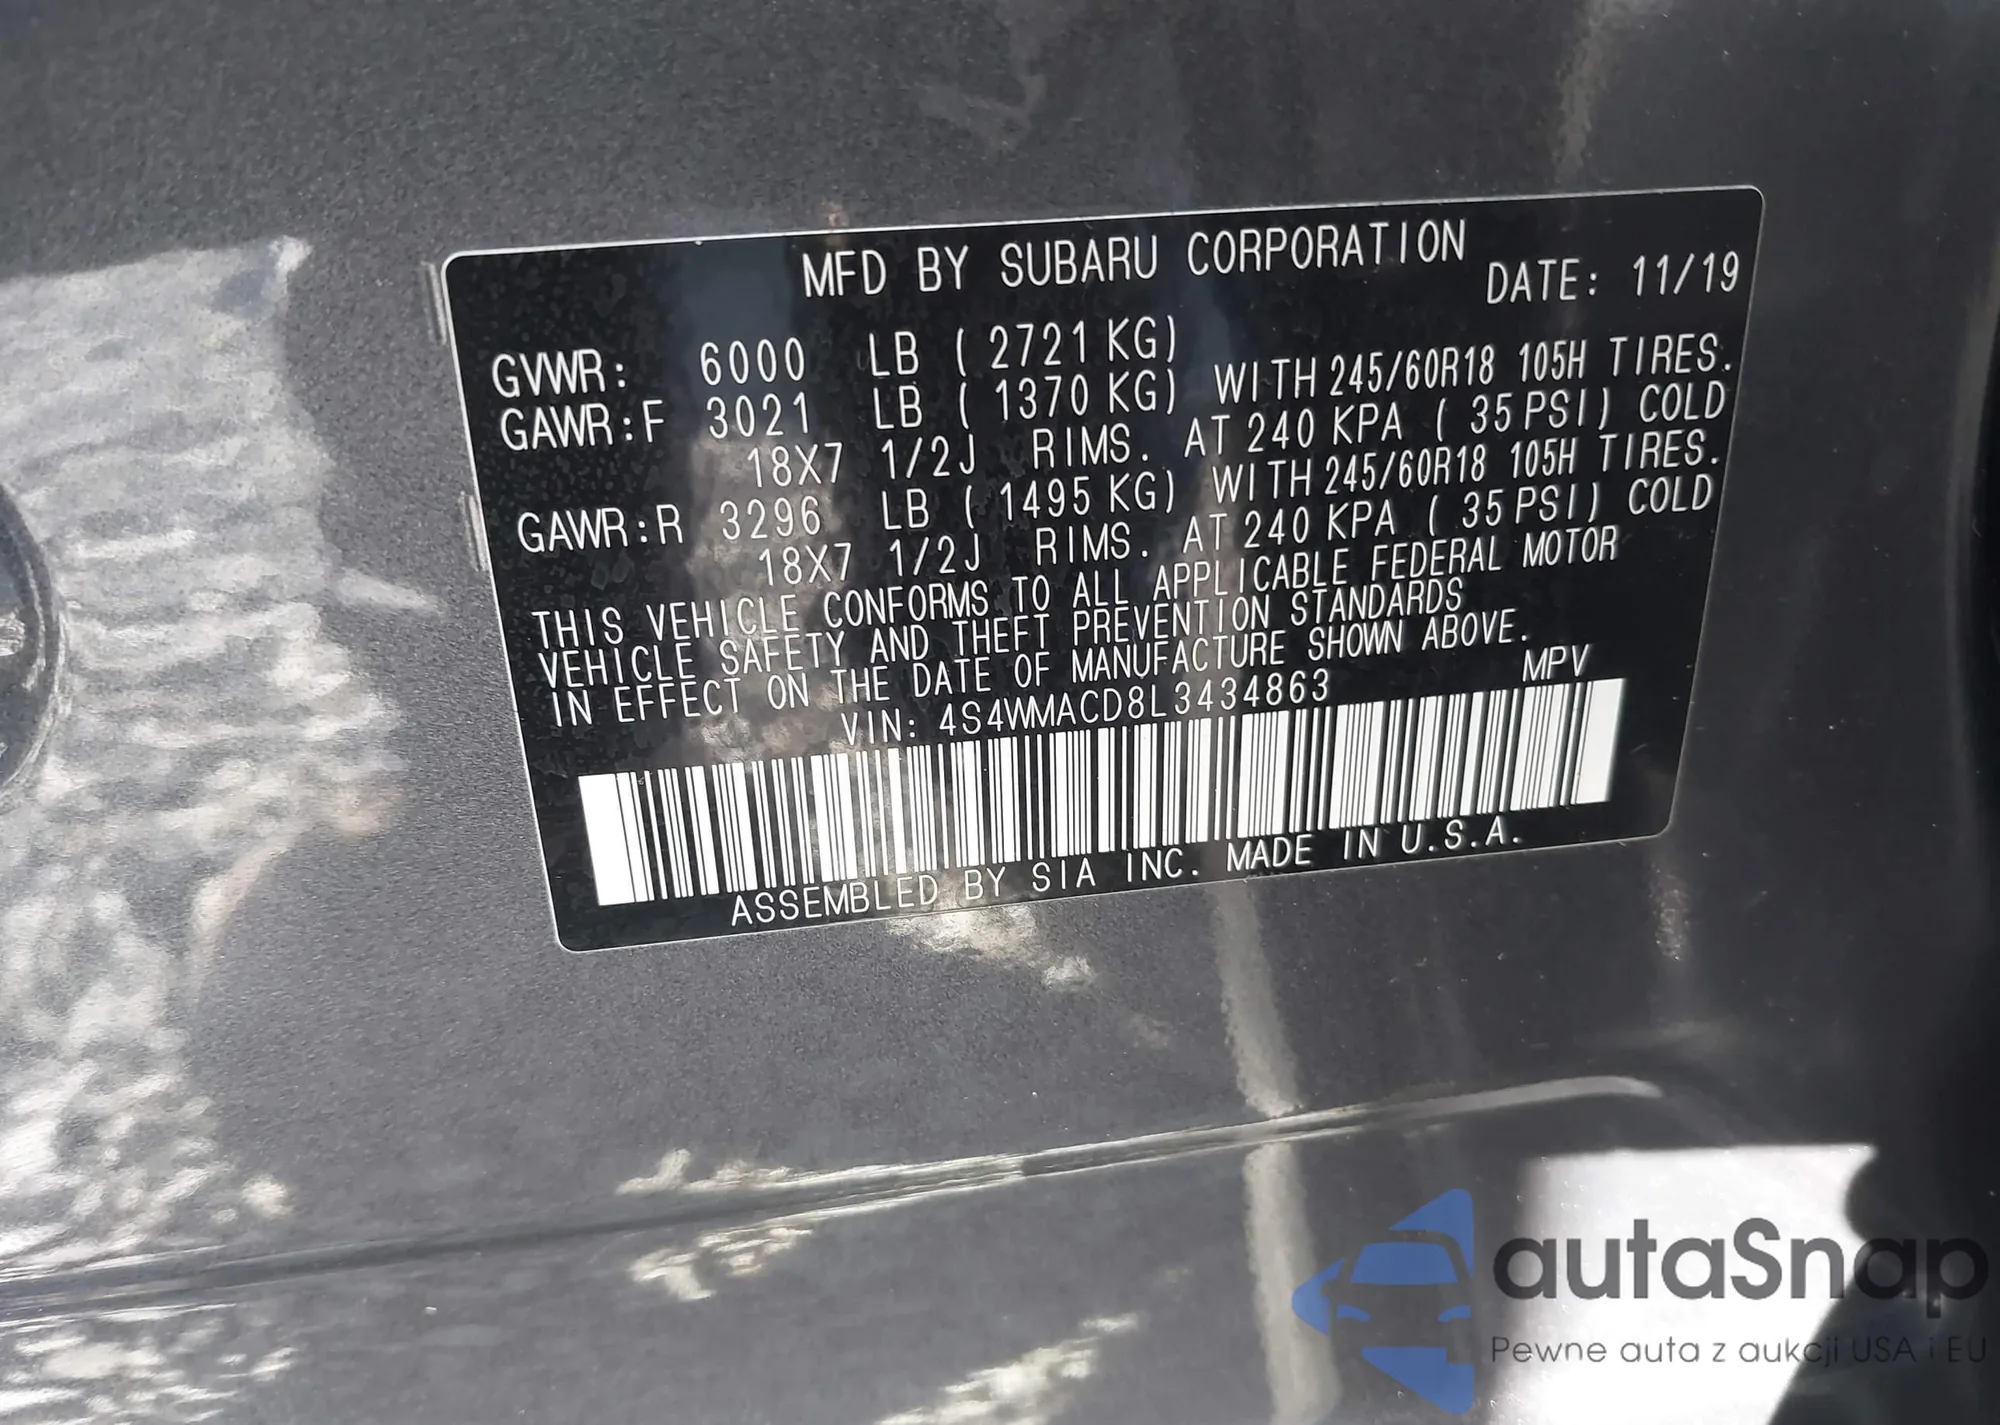 MFD BY SUBARU CORPORATION
DATE: 11/19
GVWR: 6000 LB ( 2721 KG)
GAWR:F 3021 LB ( 1370 KG) WITH 245/60R18 105H TIRES.
18X7 1/2J RIMS. AT 240 KPA ( 35 PSI) COLD
GAWR:R 3296 LB ( 1495 KG) WITH 245/60R18 105H TIRES.
18X7 1/2J RIMS. AT 240 KPA ( 35 PSI) COLD
THIS VEHICLE CONFORMS TO ALL APPLICABLE FEDERAL MOTOR
VEHICLE SAFETY AND THEFT PREVENTION STANDARDS
IN EFFECT ON THE DATE OF MANUFACTURE SHOWN ABOVE.
VIN: 4S4WMACD8L3434863 MPV
ASSEMBLED BY SIA INC. MADE IN U.S.A.
autaSnap
Pewne auta z aukcji USA i EU